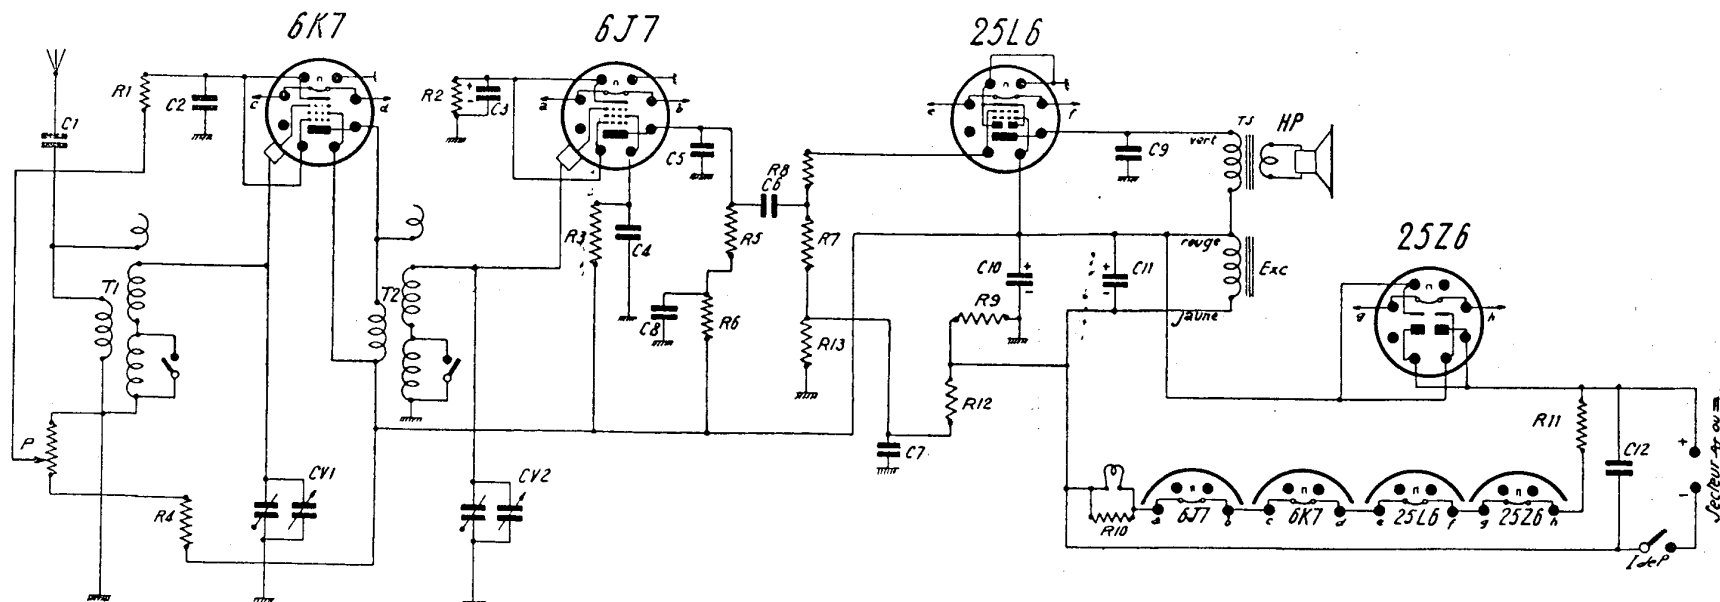 6K7
6J7
25L6
25Z6
R1
C2
C1
c
d
R2
+
-
C3
a
b
C5
e
f
C9
vert
TS
HP
R8
C6
R3
C4
R5
R7
rouge
Exc
T1
T2
C8
R6
R13
C10
+
-
R9
+
-
C11
jaune
g
h
P
R4
CV1
CV2
C7
R12
R11
C12
+
-
Secteur
R10
a
6J7
b
c
6K7
d
e
25L6
f
g
25Z6
h
I de P